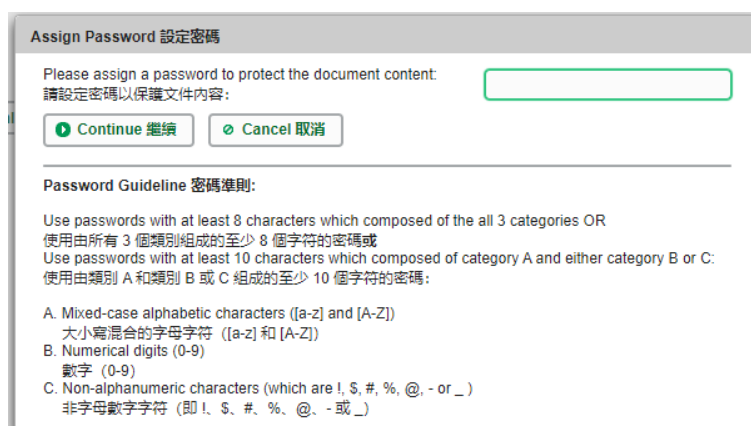 Assign Password 設定密碼
Please assign a password to protect the document content:
請設定密碼以保護文件內容：
Continue 繼續
Cancel 取消
Password Guideline 密碼準則:
Use passwords with at least 8 characters which composed of the all 3 categories OR
使用由所有 3 個類別組成的至少 8 個字符的密碼或
Use passwords with at least 10 characters which composed of category A and either category B or C:
使用由類別 A 和類別 B 或 C 組成的至少 10 個字符的密碼：
A. Mixed-case alphabetic characters ([a-z] and [A-Z])
大小寫混合的字母字符（[a-z] 和 [A-Z]）
B. Numerical digits (0-9)
數字（0-9）
C. Non-alphanumeric characters (which are !, $, #, %, @, - or _ )
非字母數字字符（即 !、$、#、%、@、- 或 _）